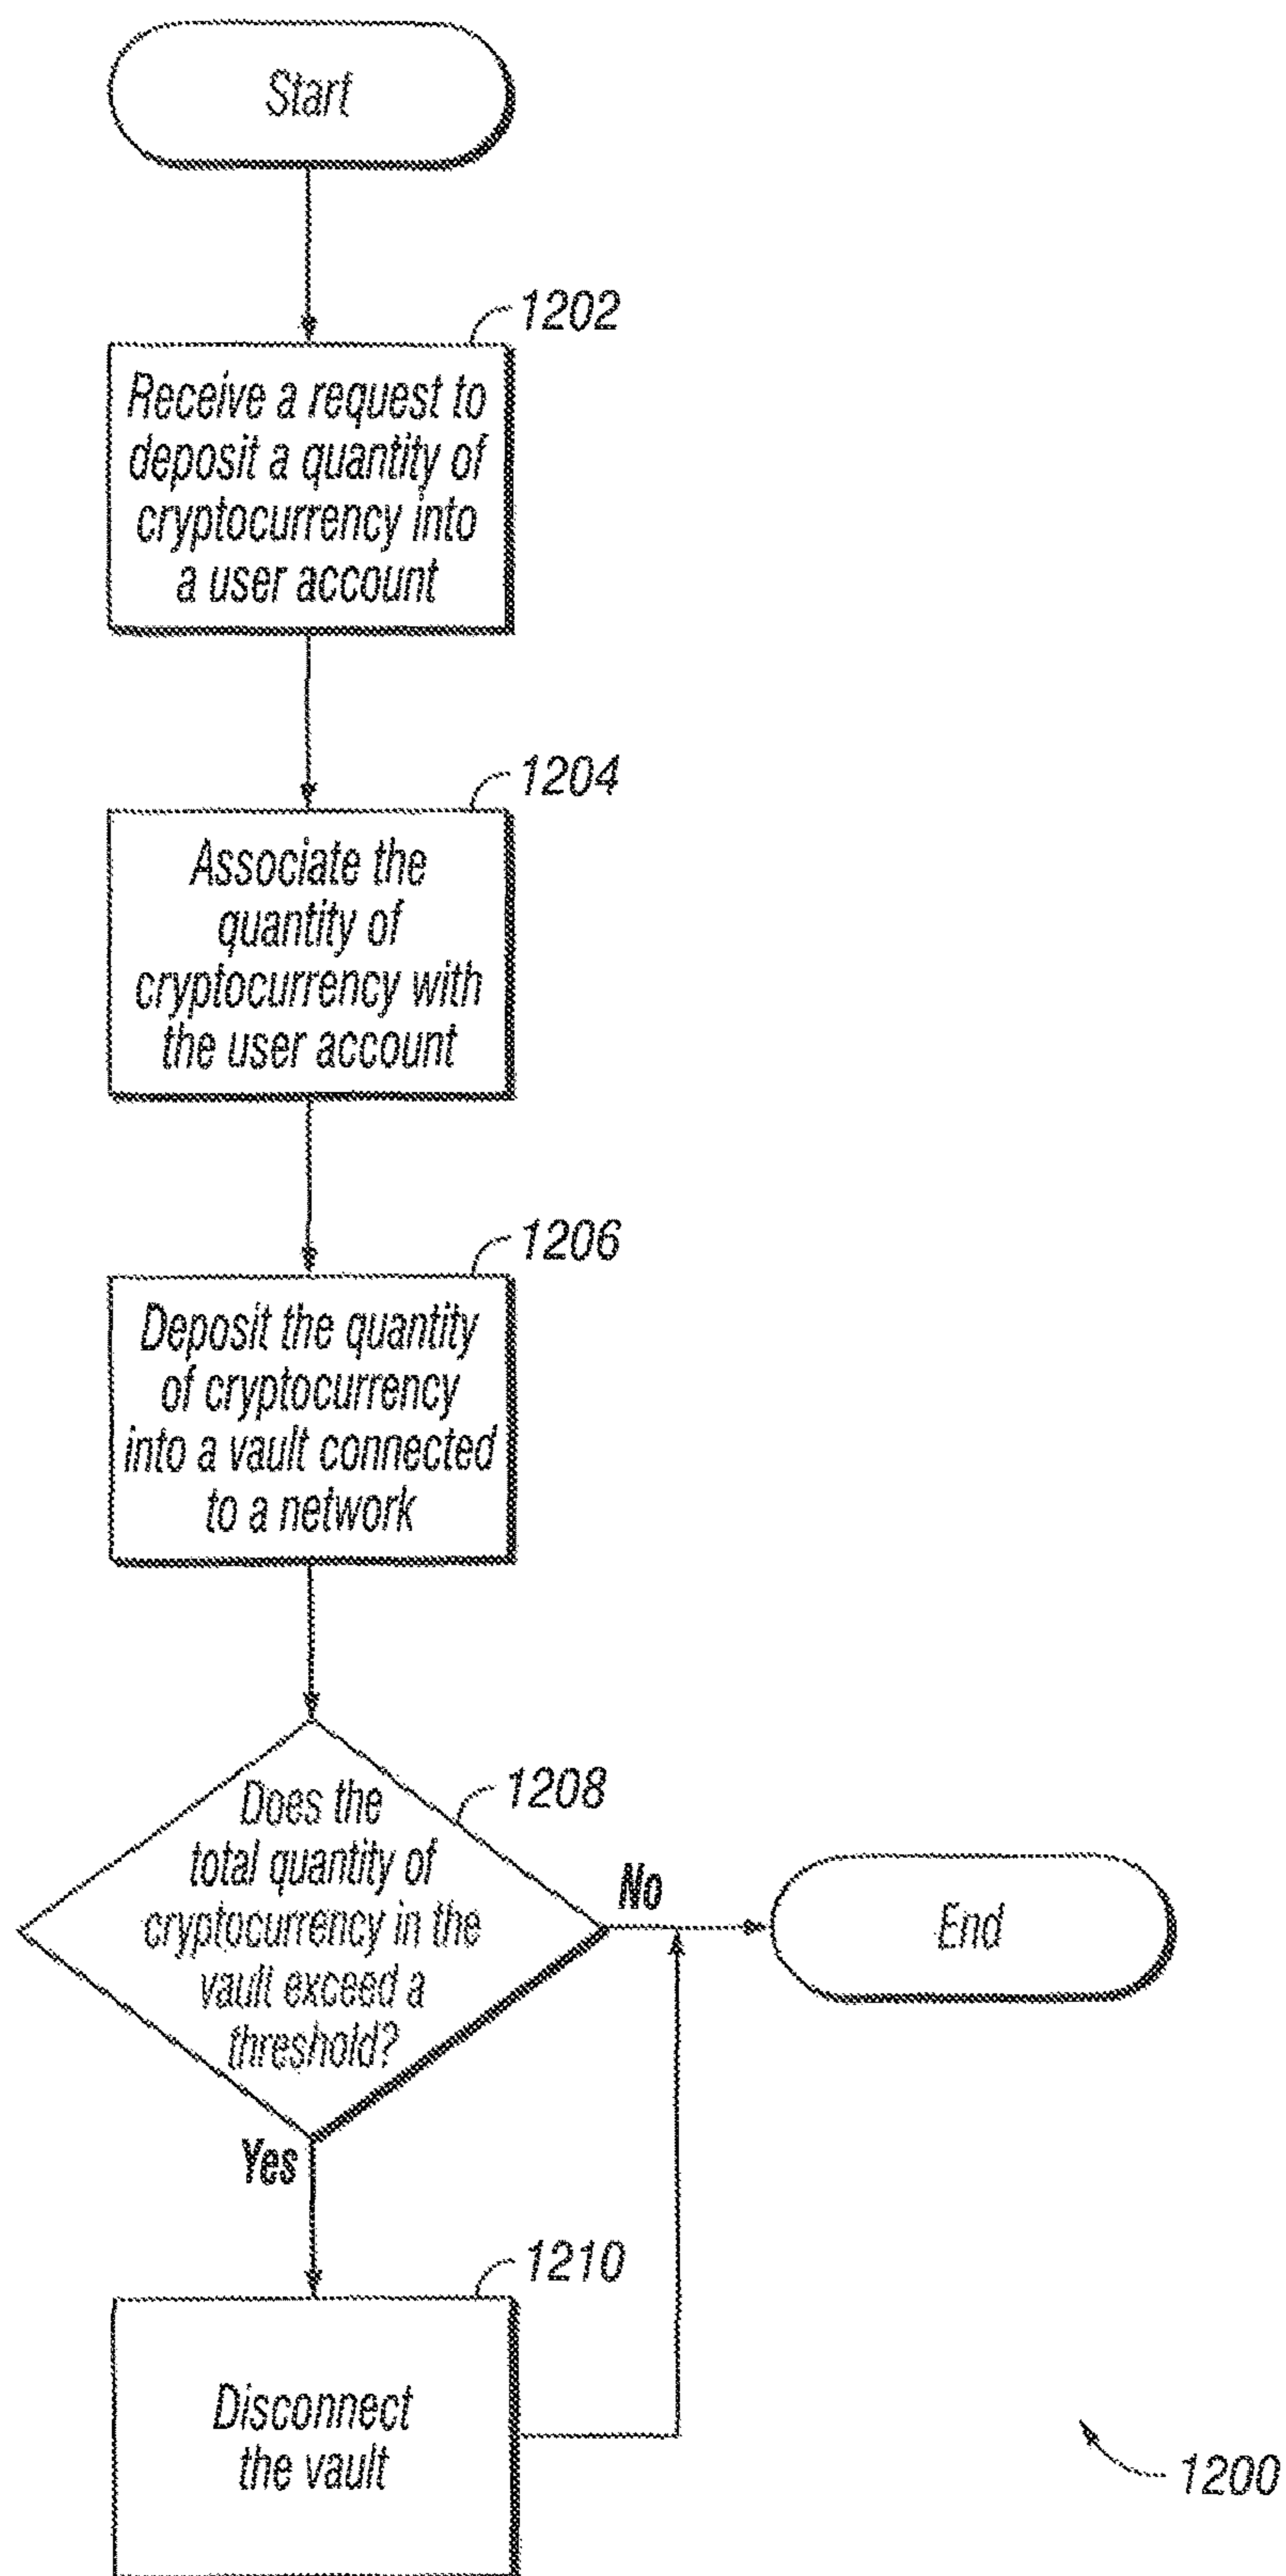 Start
1202
Receive a request to
deposit a quantity of
cryptocurrency into
a user account
1204
Associate the
quantity of
cryptocurrency with
the user account
1206
Deposit the quantity
of cryptocurrency
into a vault connected
to a network
1208
Does the
total quantity of
cryptocurrency in the
vault exceed a
threshold?
No
End
Yes
1210
Disconnect
the vault
1200